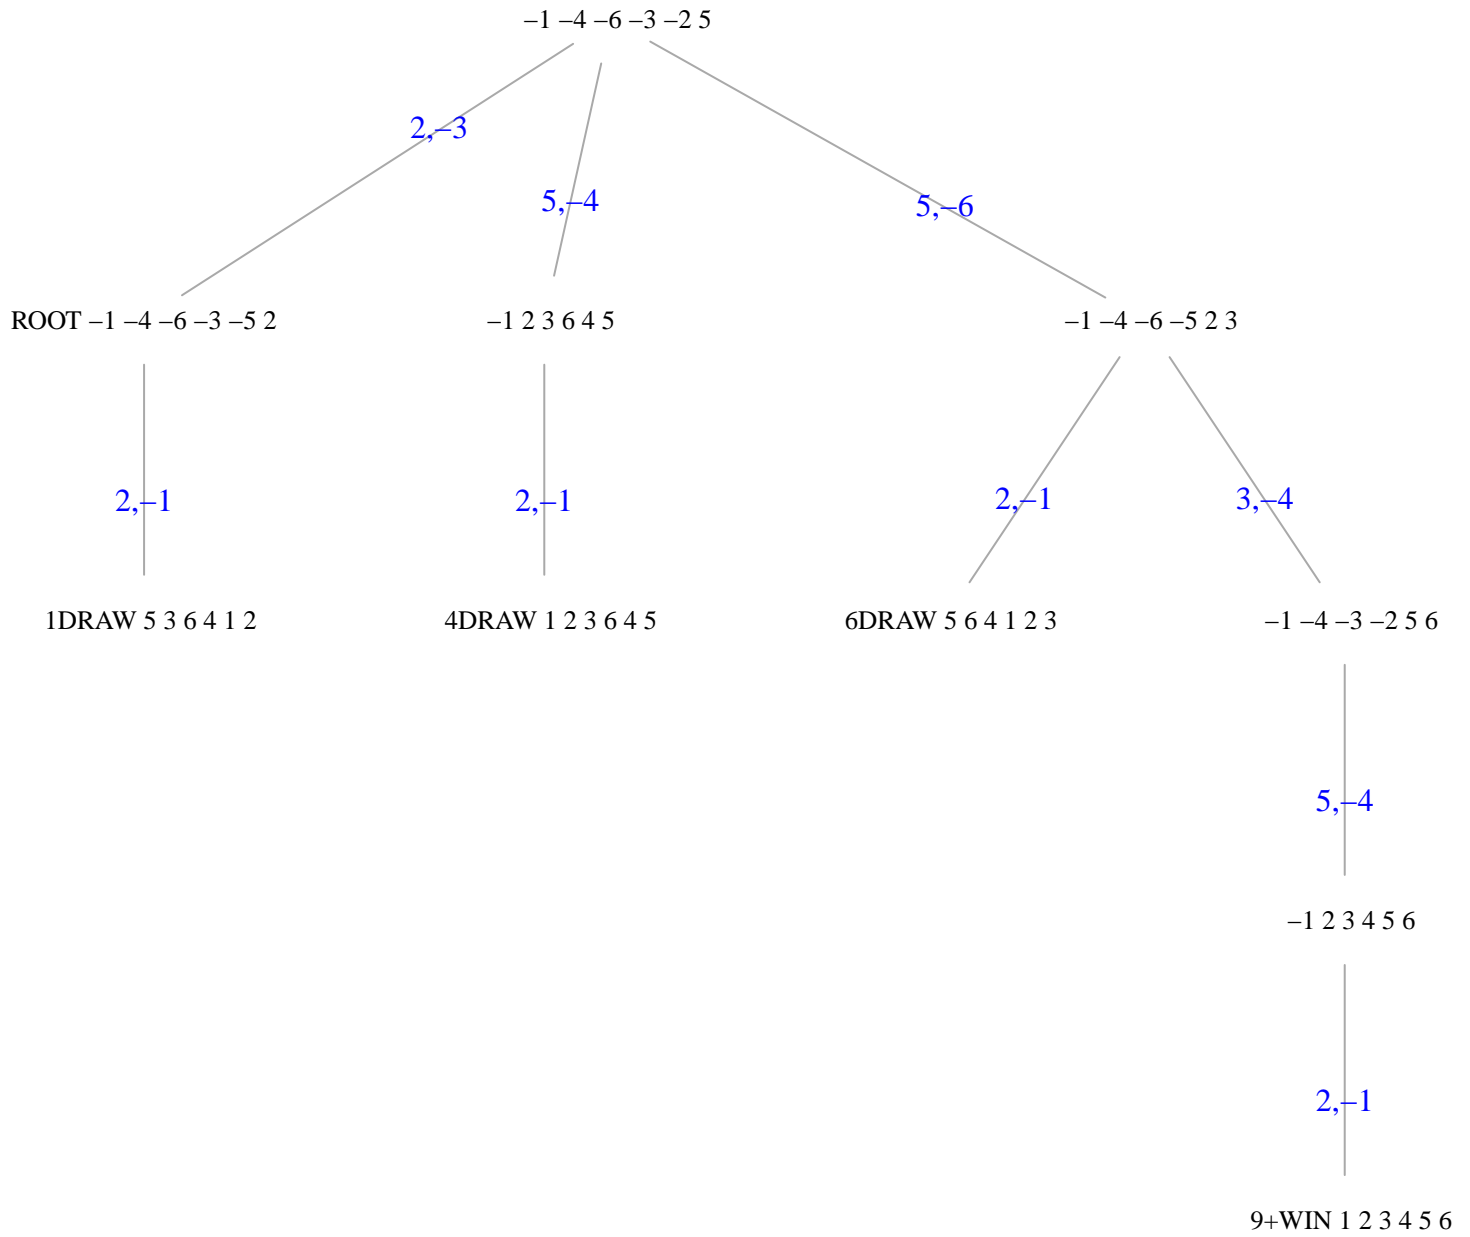 –1 –4 –6 –3 –2 5
2,–3
5,–4
5,–6
ROOT –1 –4 –6 –3 –5 2
–1 2 3 6 4 5
–1 –4 –6 –5 2 3
2,–1
2,–1
2,–1
3,–4
1DRAW 5 3 6 4 1 2
4DRAW 1 2 3 6 4 5
6DRAW 5 6 4 1 2 3
–1 –4 –3 –2 5 6
5,–4
–1 2 3 4 5 6
2,–1
9+WIN 1 2 3 4 5 6